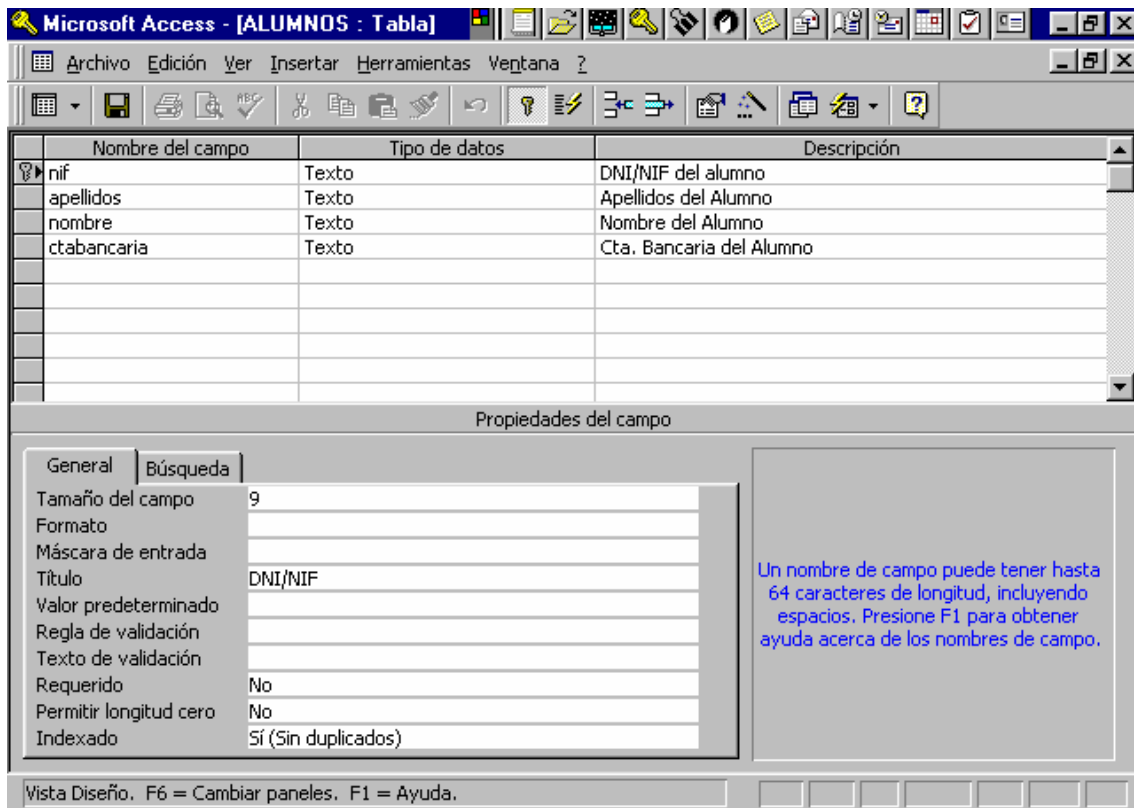 Microsoft Access - [ALUMNOS : Tabla]
Archivo Edición Ver Insertar Herramientas Ventana ?
ABC
Nombre del campo Tipo de datos Descripción
nif Texto DNI/NIF del alumno
apellidos Texto Apellidos del Alumno
nombre Texto Nombre del Alumno
ctabancaria Texto Cta. Bancaria del Alumno
Propiedades del campo
General Búsqueda
Tamaño del campo 9
Formato
Máscara de entrada
Título DNI/NIF
Valor predeterminado
Regla de validación
Texto de validación
Requerido No
Permitir longitud cero No
Indexado Sí (Sin duplicados)
Un nombre de campo puede tener hasta
64 caracteres de longitud, incluyendo
espacios. Presione F1 para obtener
ayuda acerca de los nombres de campo.
Vista Diseño. F6 = Cambiar paneles. F1 = Ayuda.